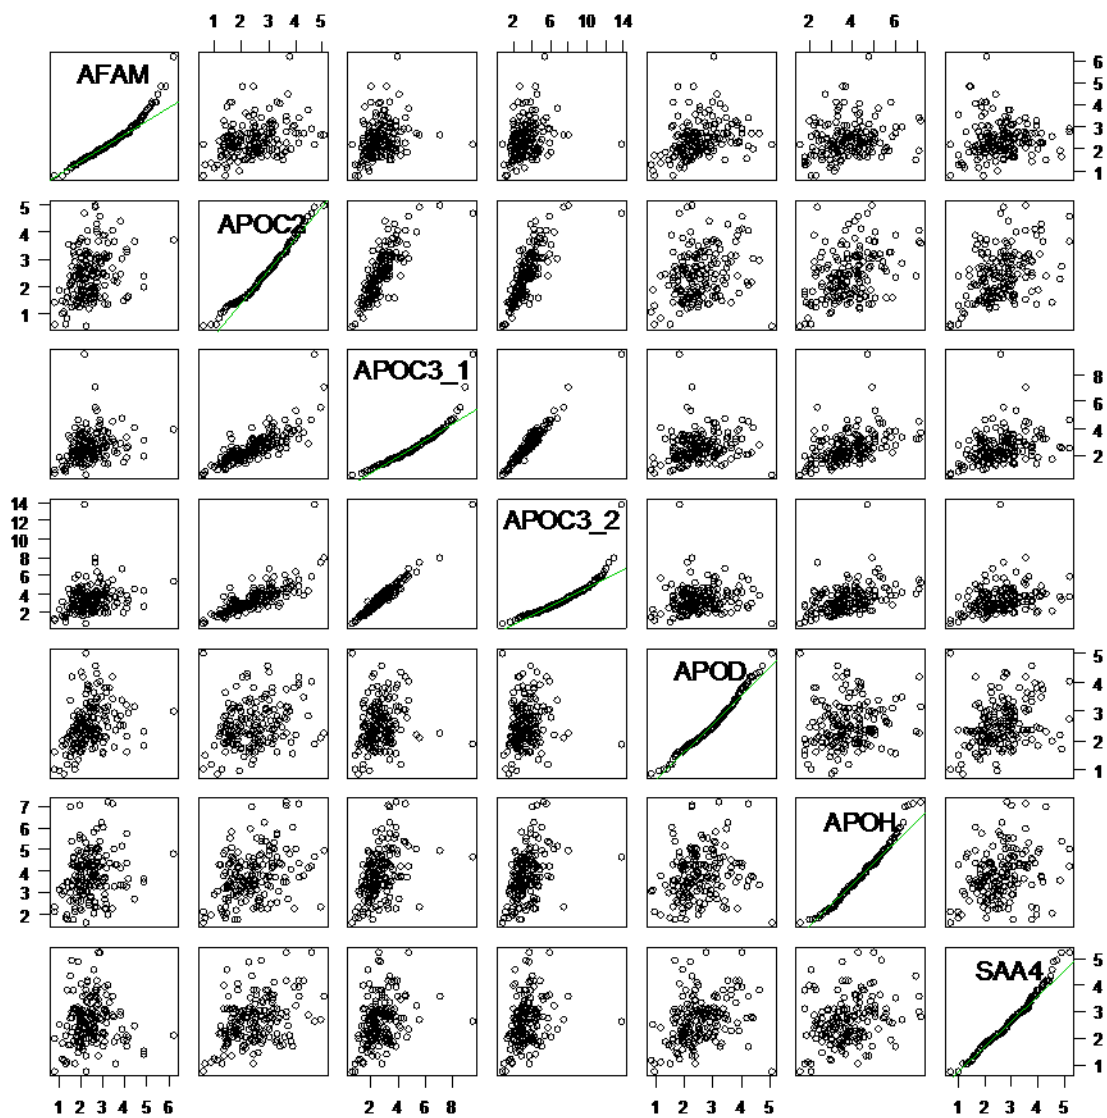 1 2 3 4 5 2 6 10 14 2 4 6
AFAM 6 5 4 3 2 1
5 4 3 2 1 APOC2
APOC3_1 8 6 4 2
14 12 10 8 6 4 2 APOC3_2
APOD 5 4 3 2 1
7 6 5 4 3 2 APOH
SAA4 5 4 3 2 1
1 2 3 4 5 6 2 4 6 8 1 2 3 4 5 1 2 3 4 5